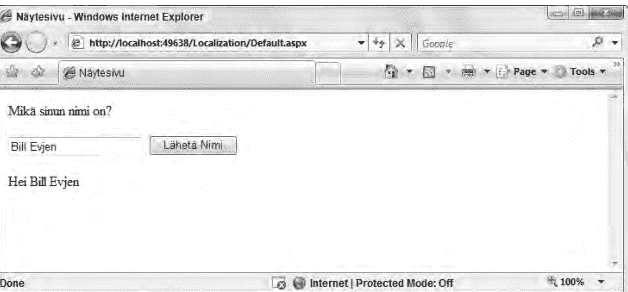 Näytesivu - Windows Internet Explorer
http://localhost:49638/Localization/Default.aspx
Google
Näytesivu
Page
Tools
Mikä sinun nimi on?
Bill Evjen
Lähetä Nimi
Hei Bill Evjen
Done
Internet | Protected Mode: Off
100%